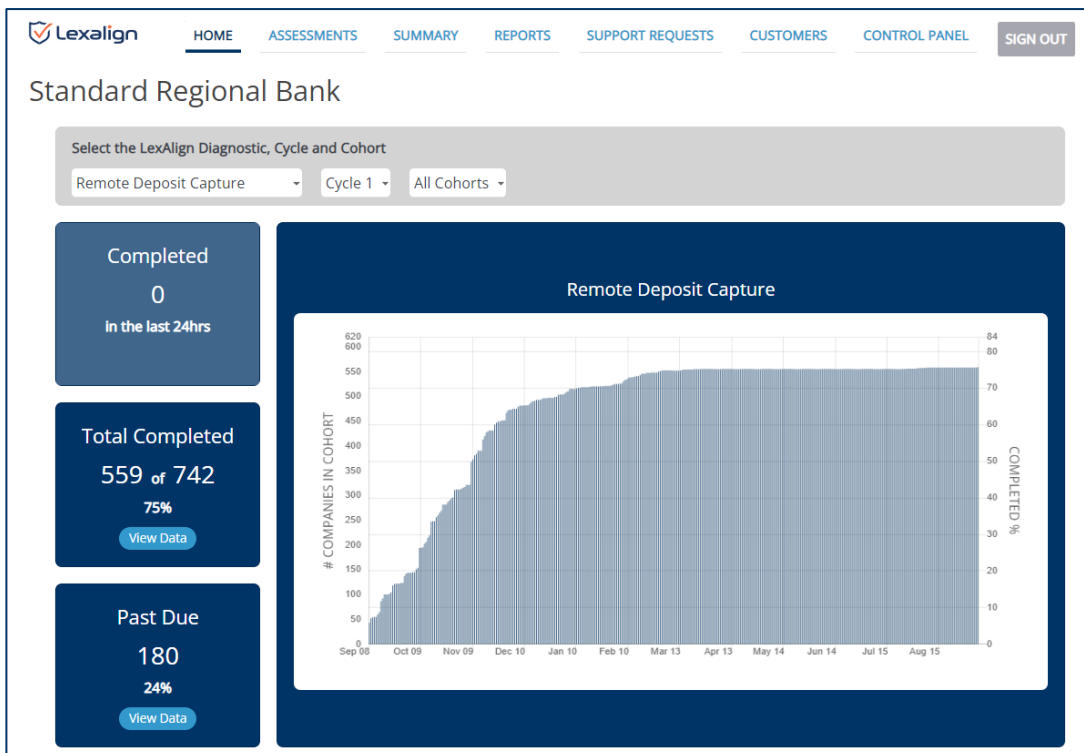 Lexalign
HOME ASSESSMENTS SUMMARY REPORTS SUPPORT REQUESTS CUSTOMERS CONTROL PANEL SIGN OUT
Standard Regional Bank
Select the LexAlign Diagnostic, Cycle and Cohort
Remote Deposit Capture Cycle 1 All Cohorts
Completed
0
in the last 24hrs
Total Completed
559 of 742
75%
View Data
Past Due
180
24%
View Data
Remote Deposit Capture
# COMPANIES IN COHORT
620
600
550
500
450
400
350
300
250
200
150
100
50
0
Sep 08 Oct 09 Nov 09 Dec 10 Jan 10 Feb 10 Mar 13 Apr 13 May 14 Jun 14 Jul 15 Aug 15
84
80
70
60
50
40
30
20
10
0
COMPLETED %